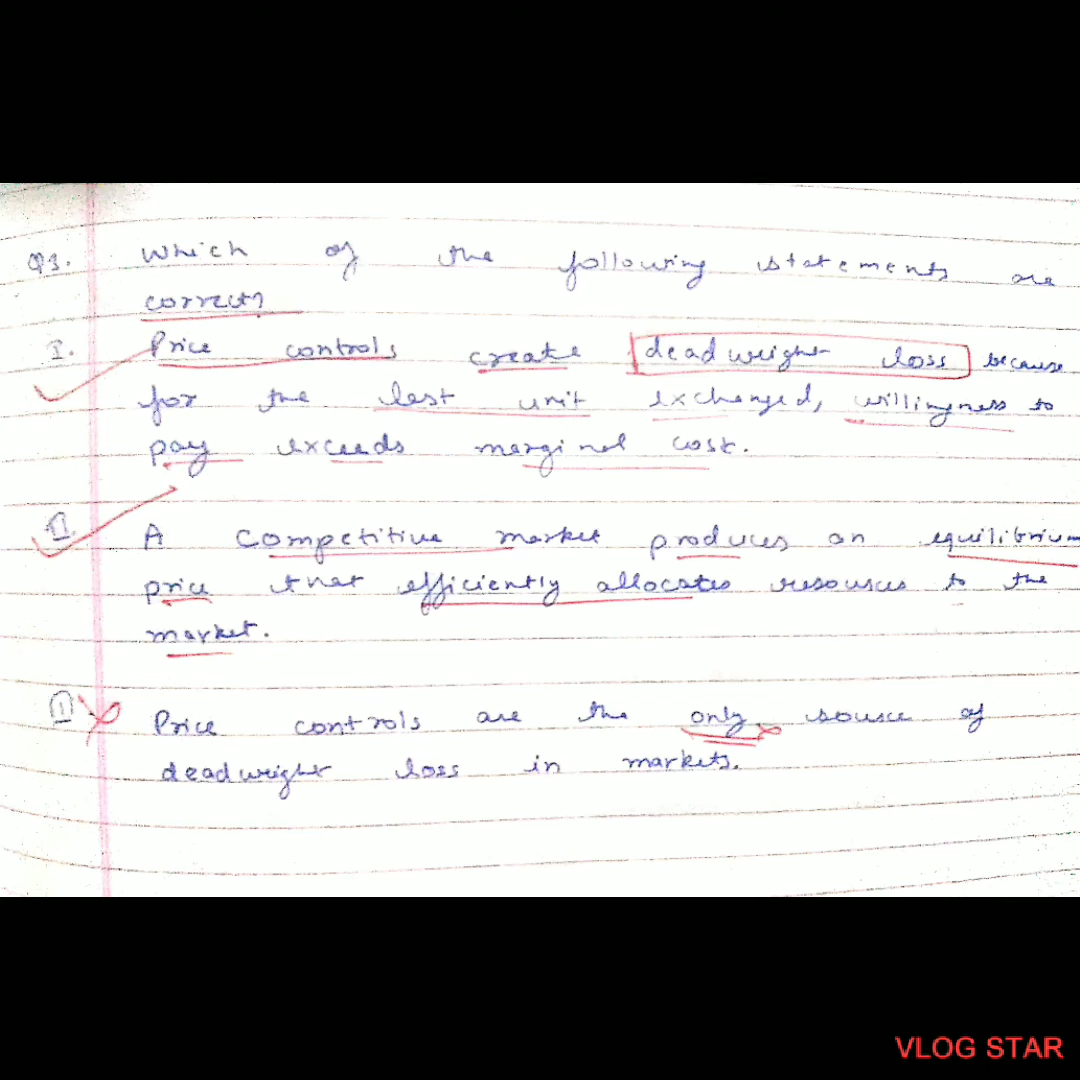 Q1. Which of the following statements are
correct?
I. Price controls create deadweight loss because
for the last unit exchanged, willingness to
pay exceeds marginal cost.
II A competitive market produces an equilibrium
price that efficiently allocates resources to the
market.
Price controls are the only source of
deadweight loss in markets.
VLOG STAR